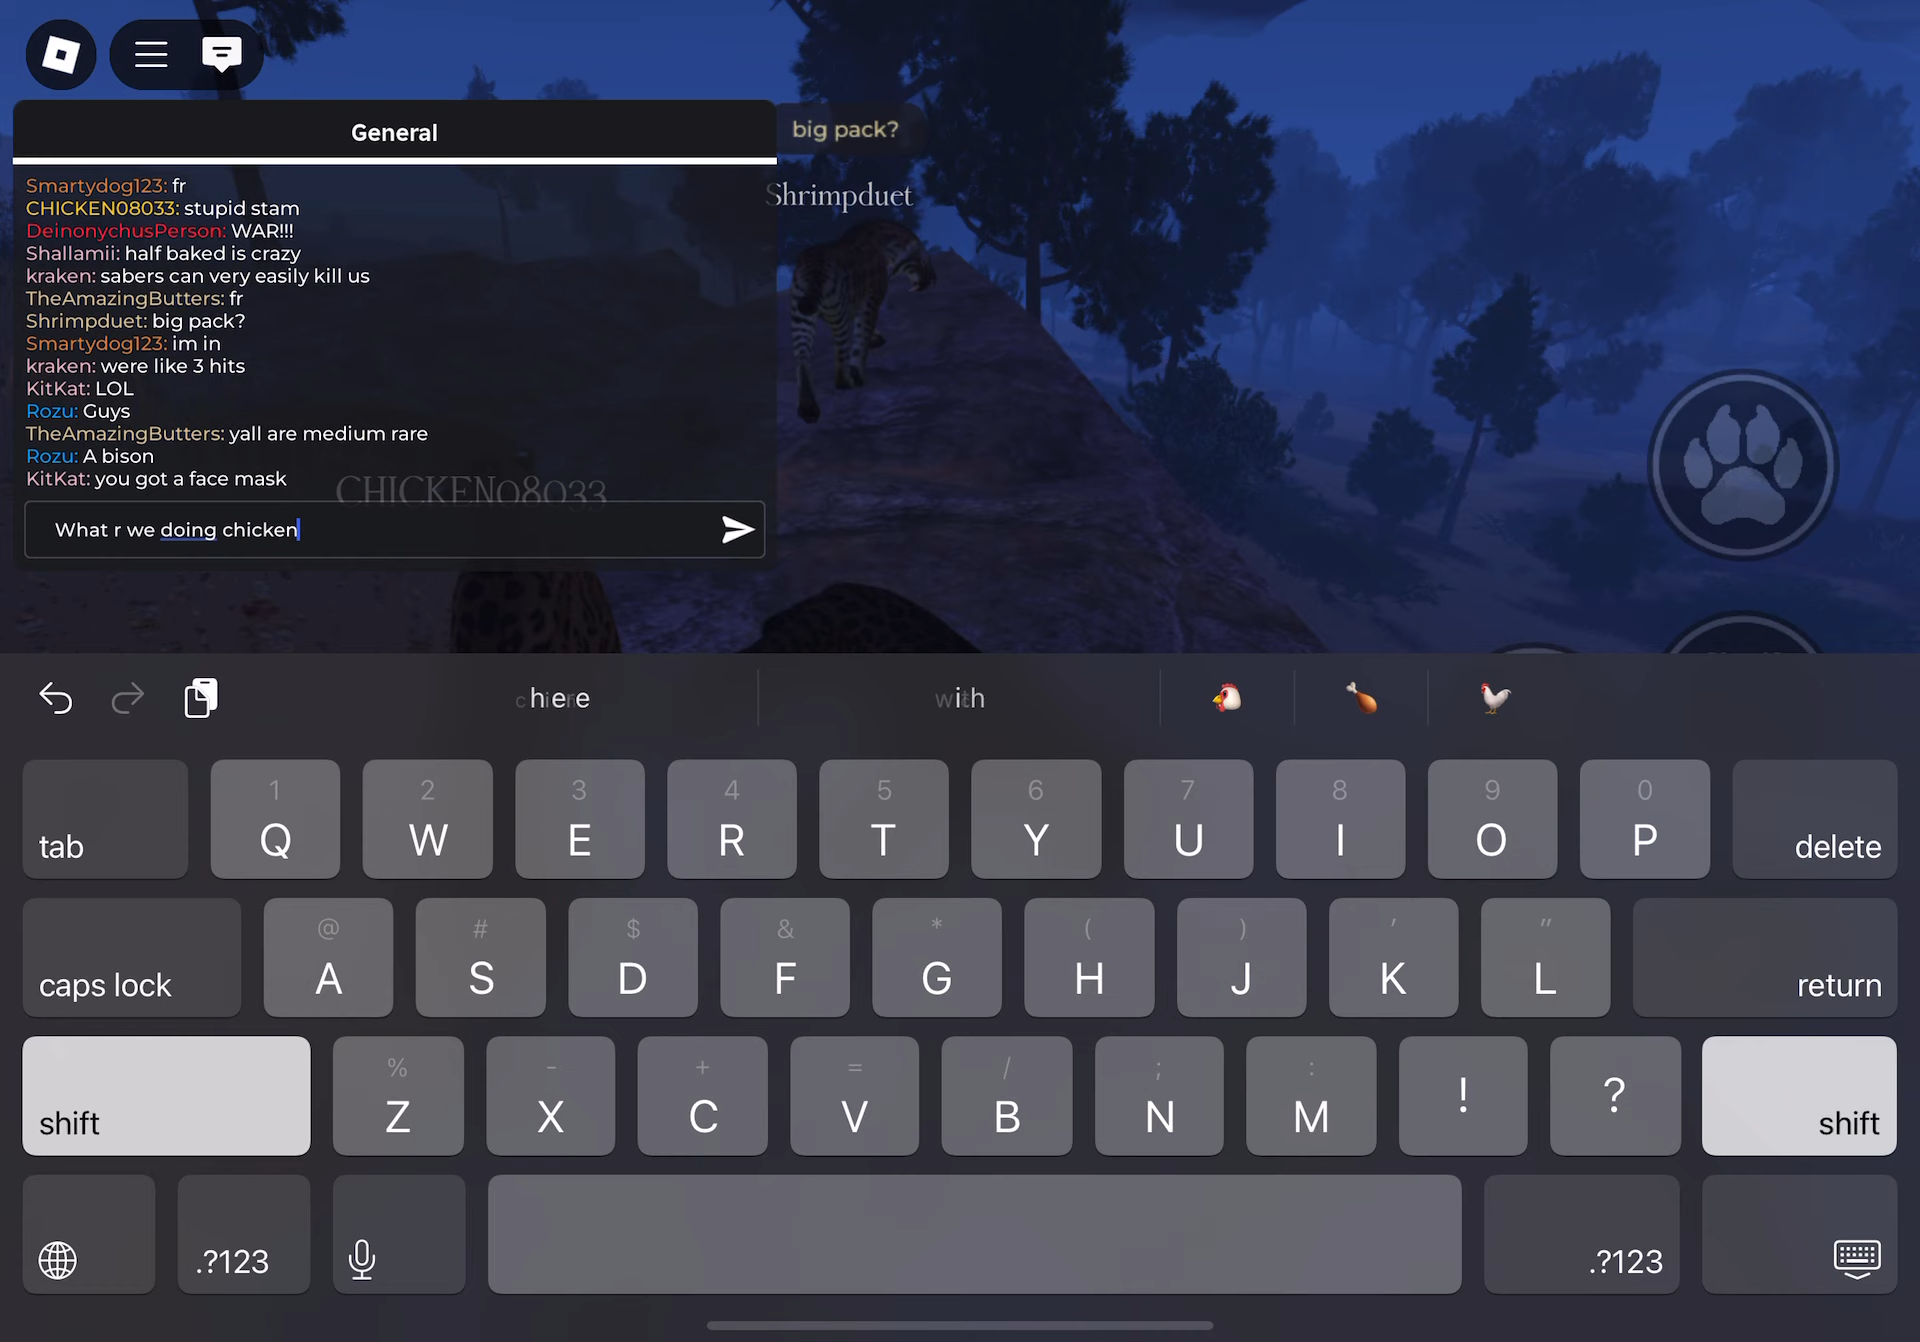 General
big pack?
Shrimpduet
Smartydog123: fr
CHICKEN08033: stupid stam
DeinonychusPerson: WAR!!!
Shallamii: half baked is crazy
kraken: sabers can very easily kill us
TheAmazingButters: fr
Shrimpduet: big pack?
Smartydog123: im in
kraken: were like 3 hits
KitKat: LOL
Rozu: Guys
TheAmazingButters: yall are medium rare
Rozu: A bison
KitKat: you got a face mask
CHICKEN08033
What r we doing chicken
here with
1 2 3 4 5 6 7 8 9 0
tab Q W E R T Y U I O P delete
@ # $ & * ( ) ' "
caps lock A S D F G H J K L return
% - + = / ; :
shift Z X C V B N M ! ? shift
.?123 .?123